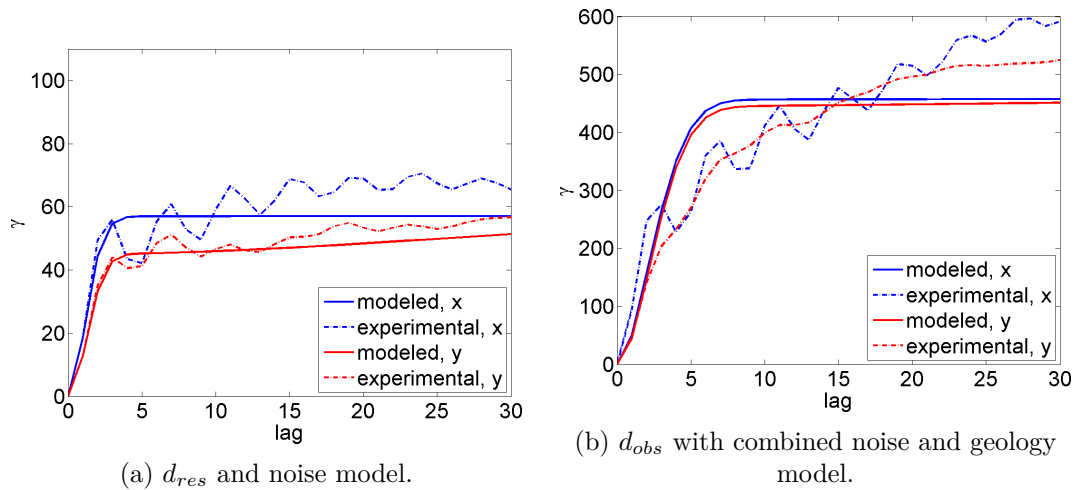 100
80
60
40
20
0
γ
0 5 10 15 20 25 30
lag
modeled, x
experimental, x
modeled, y
experimental, y
(a) d_res and noise model.
600
500
400
300
200
100
0
γ
0 5 10 15 20 25 30
lag
modeled, x
experimental, x
modeled, y
experimental, y
(b) d_obs with combined noise and geology
model.